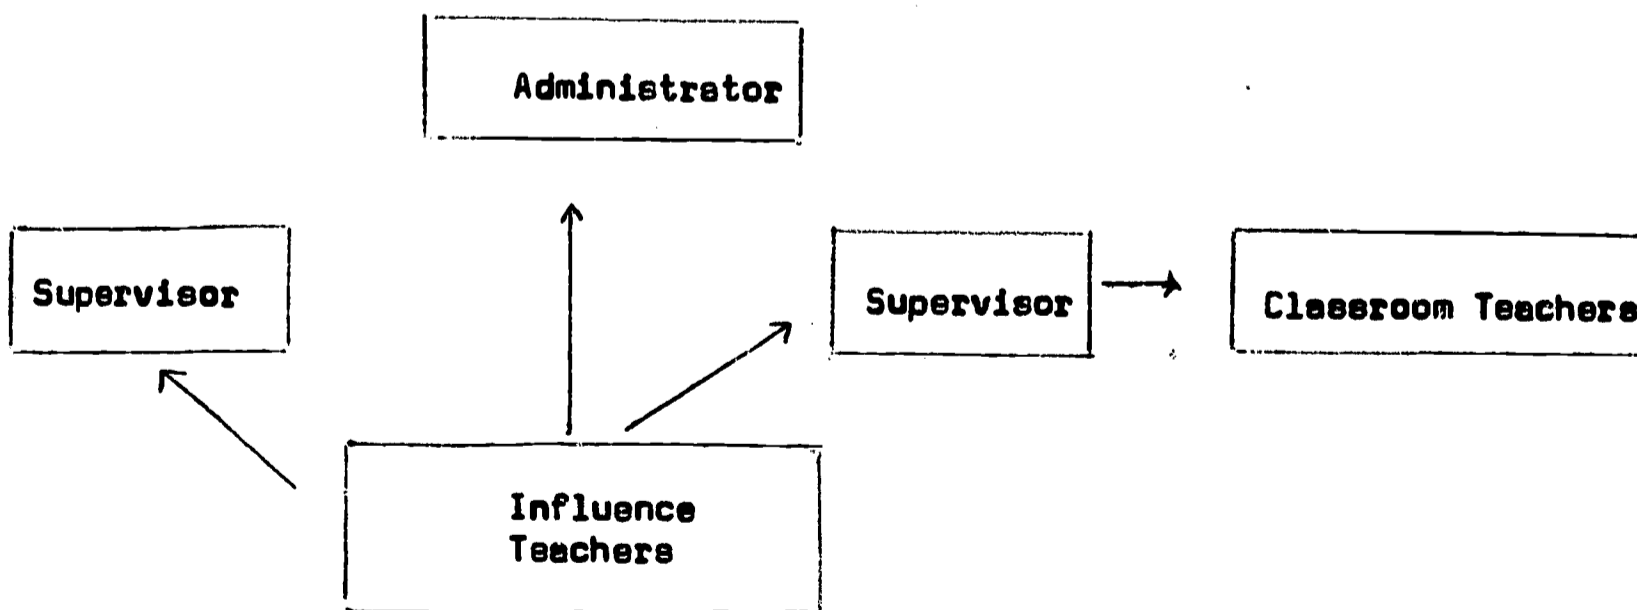 Administrator
Supervisor
Supervisor
Classroom Teachers
Influence
Teachers